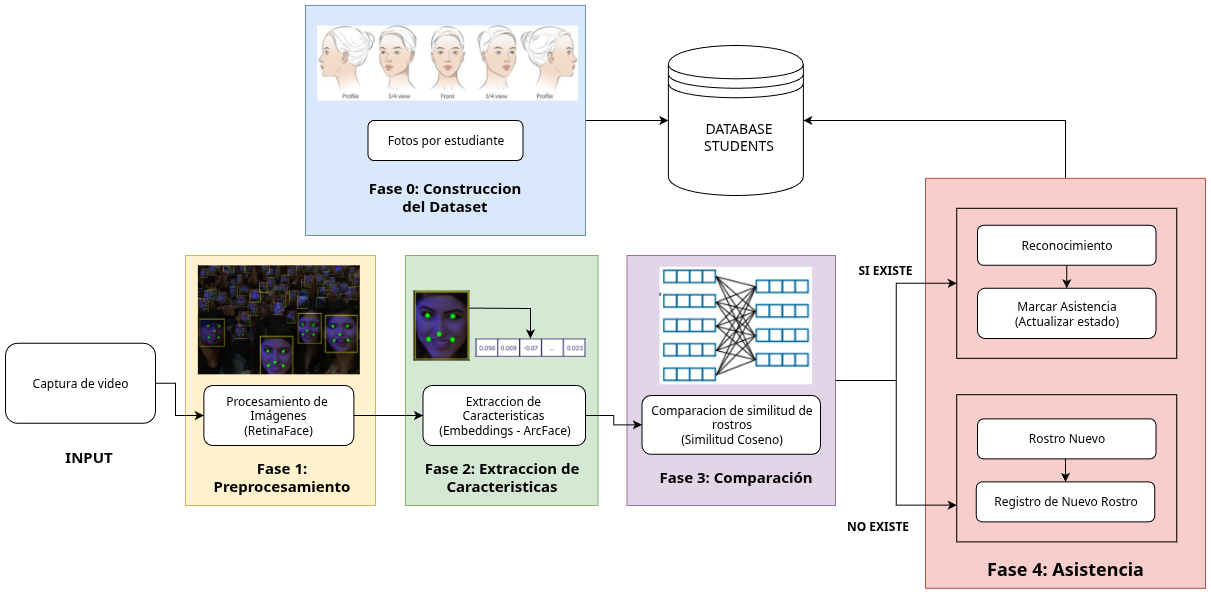 Profile
3/4 view
Front
3/4 view
Profile
Fotos por estudiante
Fase 0: Construccion
del Dataset
DATABASE
STUDENTS
Captura de video
INPUT
Procesamiento de
Imágenes
(RetinaFace)
Fase 1:
Preprocesamiento
0.056 0.009 -0.07 ... 0.023
Extraccion de
Caracteristicas
(Embeddings - ArcFace)
Fase 2: Extraccion de
Caracteristicas
Comparacion de similitud de
rostros
(Similitud Coseno)
Fase 3: Comparación
SI EXISTE
NO EXISTE
Reconocimiento
Marcar Asistencia
(Actualizar estado)
Rostro Nuevo
Registro de Nuevo Rostro
Fase 4: Asistencia